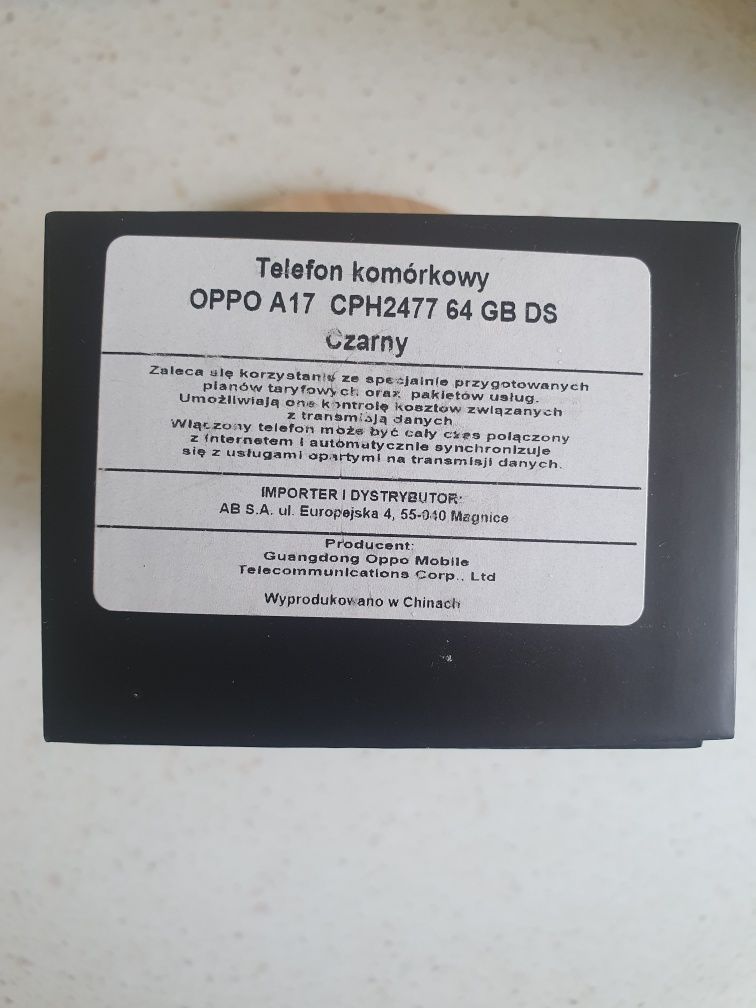 Telefon komórkowy
OPPO A17 CPH2477 64 GB DS
Czarny
Zaleca się korzystanie ze specjalnie przygotowanych
planów taryfowych oraz pakietów usług.
Umożliwiają one kontrolę kosztów związanych
z transmisją danych
Włączony telefon może być cały czas połączony
z internetem i automatycznie synchronizuje
się z usługami opartymi na transmisji danych.
IMPORTER I DYSTRYBUTOR:
AB S.A. ul. Europejska 4, 55-040 Magnice
Producent:
Guangdong Oppo Mobile
Telecommunications Corp., Ltd
Wyprodukowano w Chinach